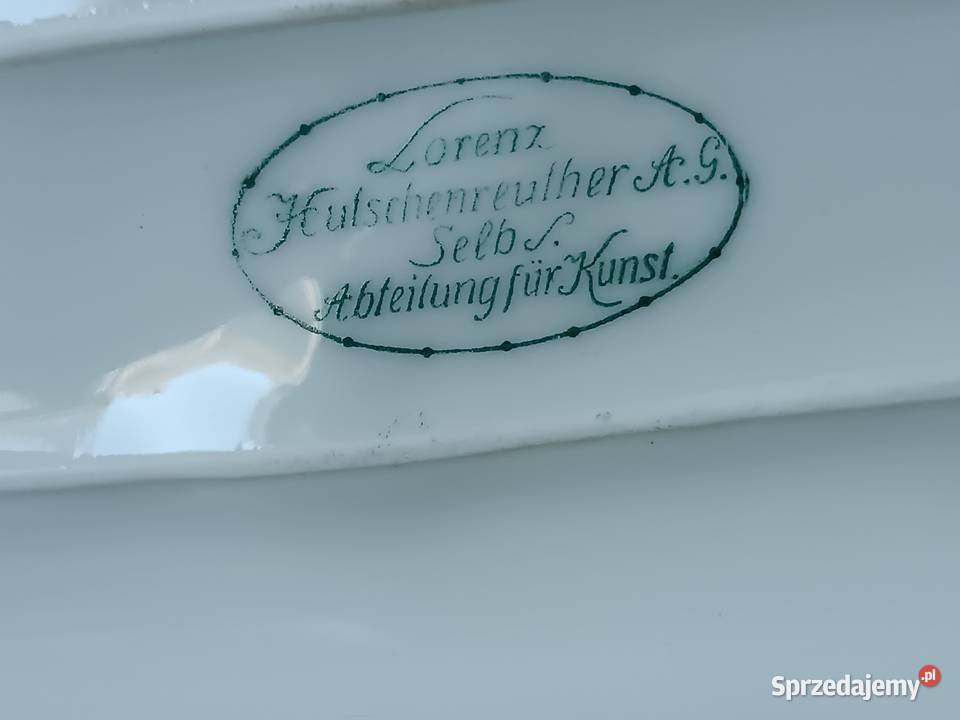 Lorenz
Hutschenreuther A.G.
Selb S.
Abteilung für Kunst.
Sprzedajemy.pl